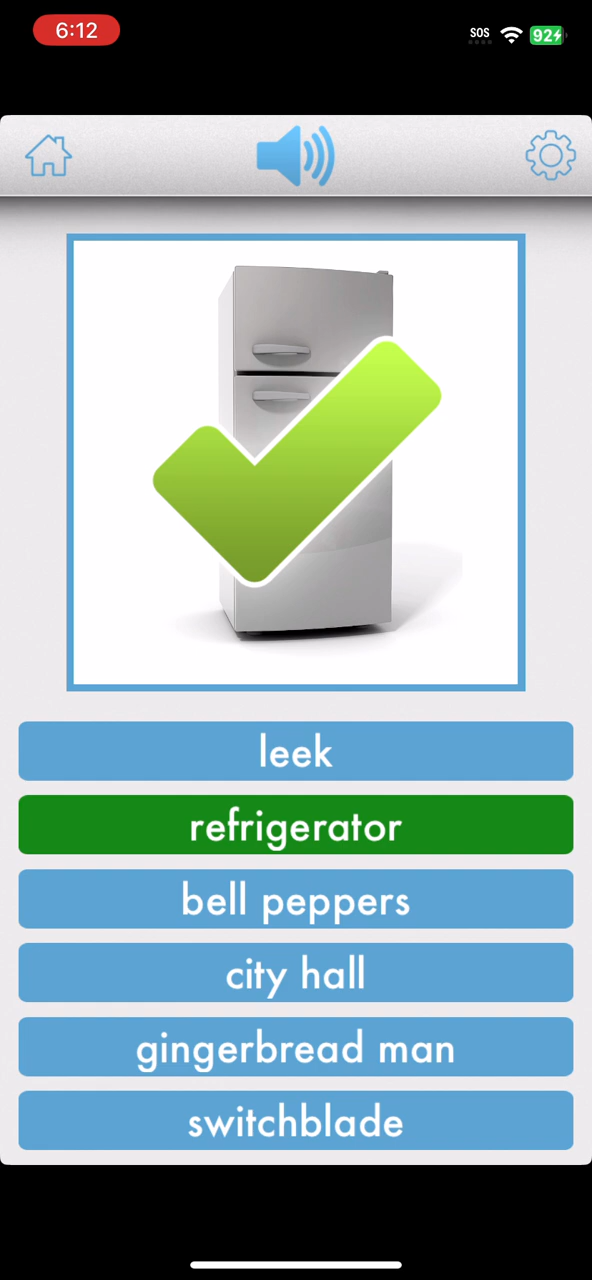 6:12
SOS
92
leek
refrigerator
bell peppers
city hall
gingerbread man
switchblade